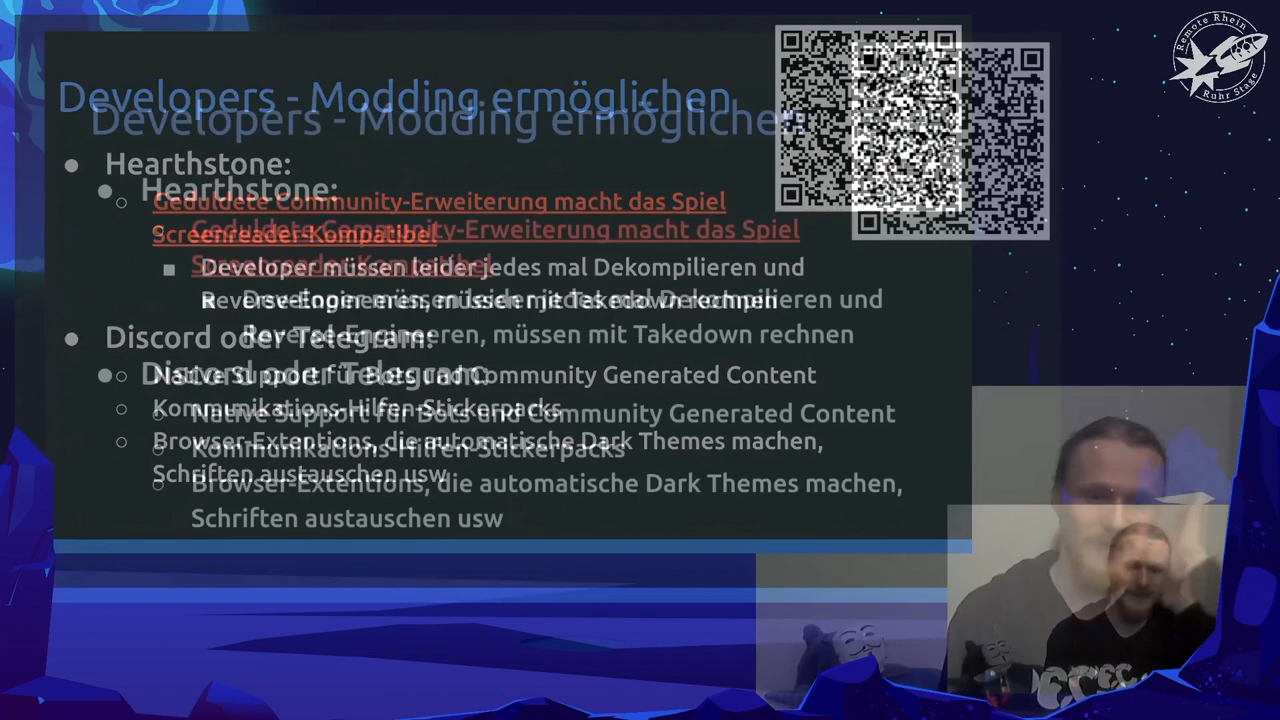 Remote Rhein
Ruhr Stage
Developers - Modding ermöglichen
Developers - Modding ermöglichen
Hearthstone:
Hearthstone:
Geduldete Community-Erweiterung macht das Spiel
Screenreader-Kompatibel
Geduldete Community-Erweiterung macht das Spiel
Screenreader-Kompatibel
Developer müssen leider jedes mal Dekompilieren und
Reverse-Engineeren, müssen mit Takedown rechnen
Developer müssen leider jedes mal Dekompilieren und
Reverse-Engineeren, müssen mit Takedown rechnen
Discord oder Telegram:
Discord oder Telegram:
Native Support für Bots und Community Generated Content
Kommunikations-Hilfen-Stickerpacks
Native Support für Bots und Community Generated Content
Kommunikations-Hilfen-Stickerpacks
Browser-Extentions, die automatische Dark Themes machen,
Schriften austauschen usw
Browser-Extentions, die automatische Dark Themes machen,
Schriften austauschen usw